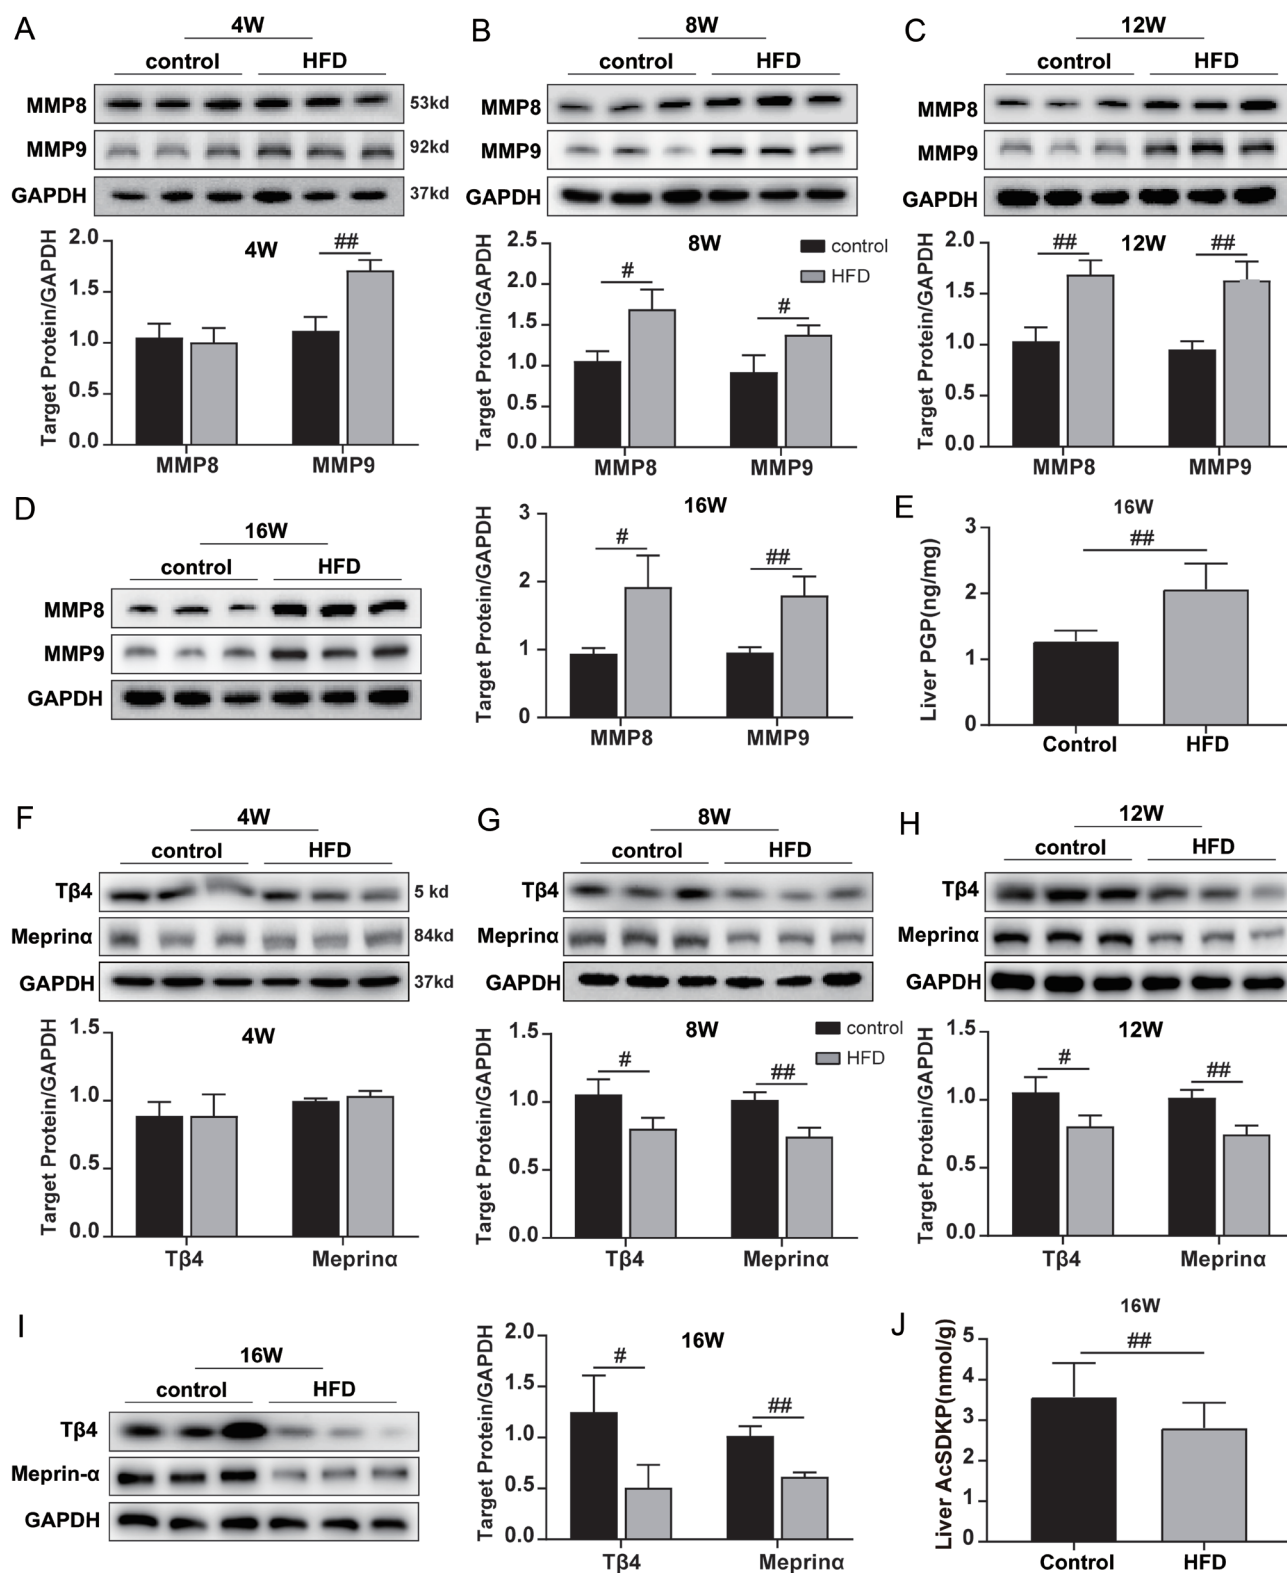 A
4W
control HFD
MMP8 53kd
MMP9 92kd
GAPDH 37kd
Target Protein/GAPDH
4W
##
2.0
1.5
1.0
0.5
0.0
MMP8 MMP9
B
8W
control HFD
MMP8
MMP9
GAPDH
Target Protein/GAPDH
8W
control
HFD
# #
2.5
2.0
1.5
1.0
0.5
0.0
MMP8 MMP9
C
12W
control HFD
MMP8
MMP9
GAPDH
Target Protein/GAPDH
12W
## ##
2.0
1.5
1.0
0.5
0.0
MMP8 MMP9
D
16W
control HFD
MMP8
MMP9
GAPDH
Target Protein/GAPDH
16W
# ##
3
2
1
0
MMP8 MMP9
E
16W
##
Liver PGP(ng/mg)
3
2
1
0
Control HFD
F
4W
control HFD
Tβ4 5 kd
Meprinα 84kd
GAPDH 37kd
Target Protein/GAPDH
4W
1.5
1.0
0.5
0.0
Tβ4 Meprinα
G
8W
control HFD
Tβ4
Meprinα
GAPDH
Target Protein/GAPDH
8W
control
HFD
# ##
1.5
1.0
0.5
0.0
Tβ4 Meprinα
H
12W
control HFD
Tβ4
Meprinα
GAPDH
Target Protein/GAPDH
12W
# ##
1.5
1.0
0.5
0.0
Tβ4 Meprinα
I
16W
control HFD
Tβ4
Meprin-α
GAPDH
Target Protein/GAPDH
16W
# ##
2.0
1.5
1.0
0.5
0.0
Tβ4 Meprinα
J
16W
##
Liver AcSDKP(nmol/g)
5
4
3
2
1
0
Control HFD